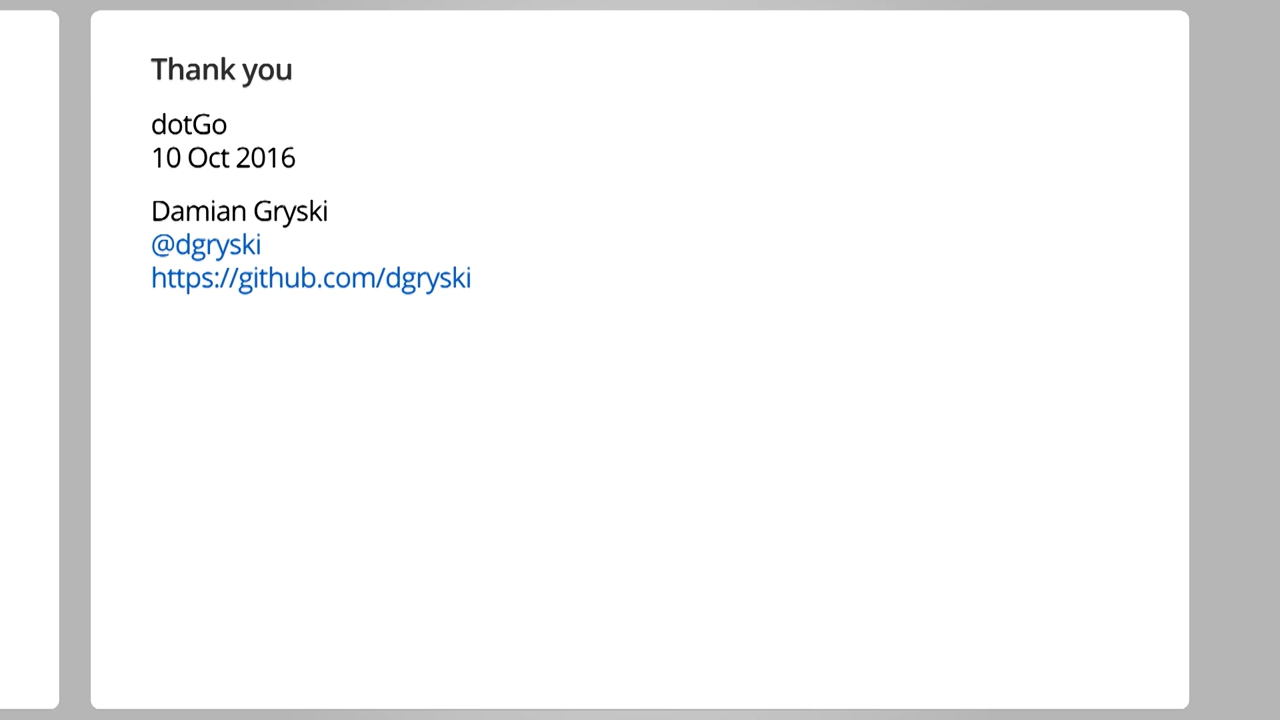 Thank you
dotGo
10 Oct 2016
Damian Gryski
@dgryski
https://github.com/dgryski